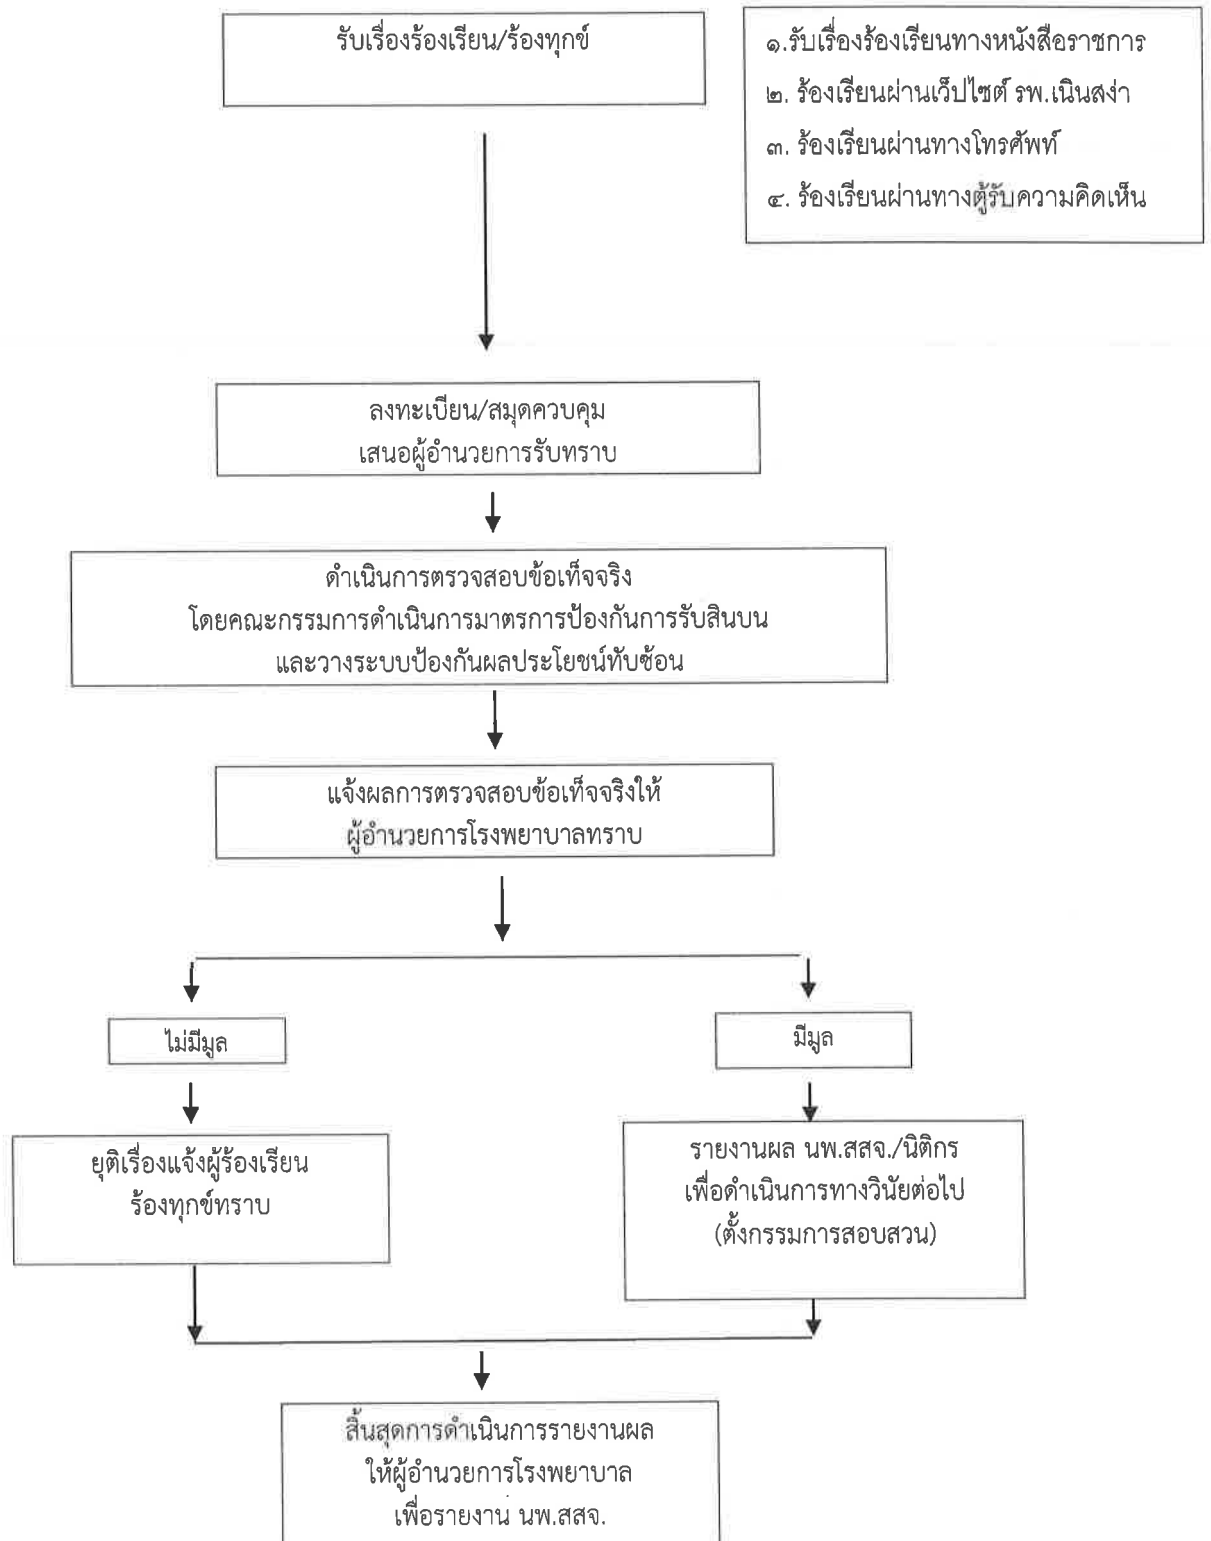 รับเรื่องร้องเรียน/ร้องทุกข์
๑.รับเรื่องร้องเรียนทางหนังสือราชการ
๒. ร้องเรียนผ่านเว็ปไซต์ รพ.เนินสง่า
๓. ร้องเรียนผ่านทางโทรศัพท์
๔. ร้องเรียนผ่านทางตู้รับความคิดเห็น
ลงทะเบียน/สมุดควบคุม
เสนอผู้อำนวยการรับทราบ
ดำเนินการตรวจสอบข้อเท็จจริง
โดยคณะกรรมการดำเนินการมาตรการป้องกันการรับสินบน
และวางระบบป้องกันผลประโยชน์ทับซ้อน
แจ้งผลการตรวจสอบข้อเท็จจริงให้
ผู้อำนวยการโรงพยาบาลทราบ
ไม่มีมูล
มีมูล
ยุติเรื่องแจ้งผู้ร้องเรียน
ร้องทุกข์ทราบ
รายงานผล นพ.สสจ./นิติกร
เพื่อดำเนินการทางวินัยต่อไป
(ตั้งกรรมการสอบสวน)
สิ้นสุดการดำเนินการรายงานผล
ให้ผู้อำนวยการโรงพยาบาล
เพื่อรายงาน นพ.สสจ.